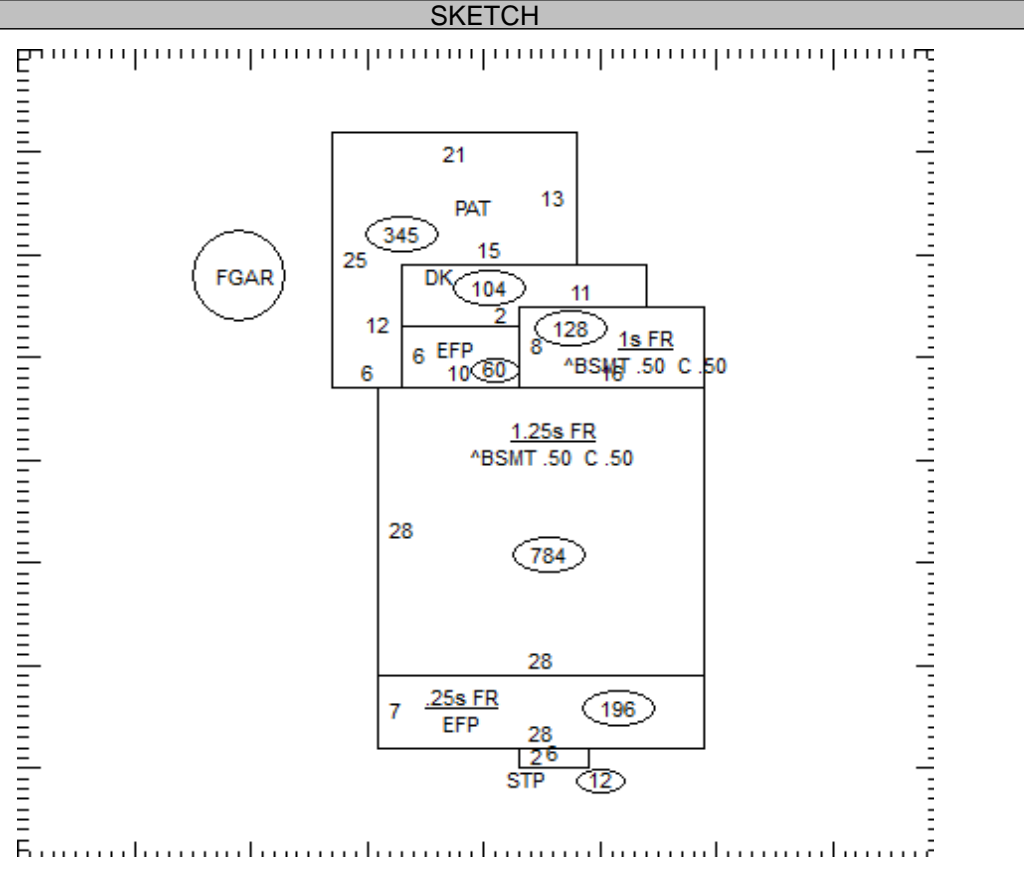 SKETCH
21
13
PAT
345
15
25
FGAR
DK
104
11
2
12
128
1s FR
8
EFP
6
^BSMT .50 C .50
60
10
16
6
1.25s FR
^BSMT .50 C .50
28
784
28
.25s FR
196
7
EFP
28
2
6
STP
12